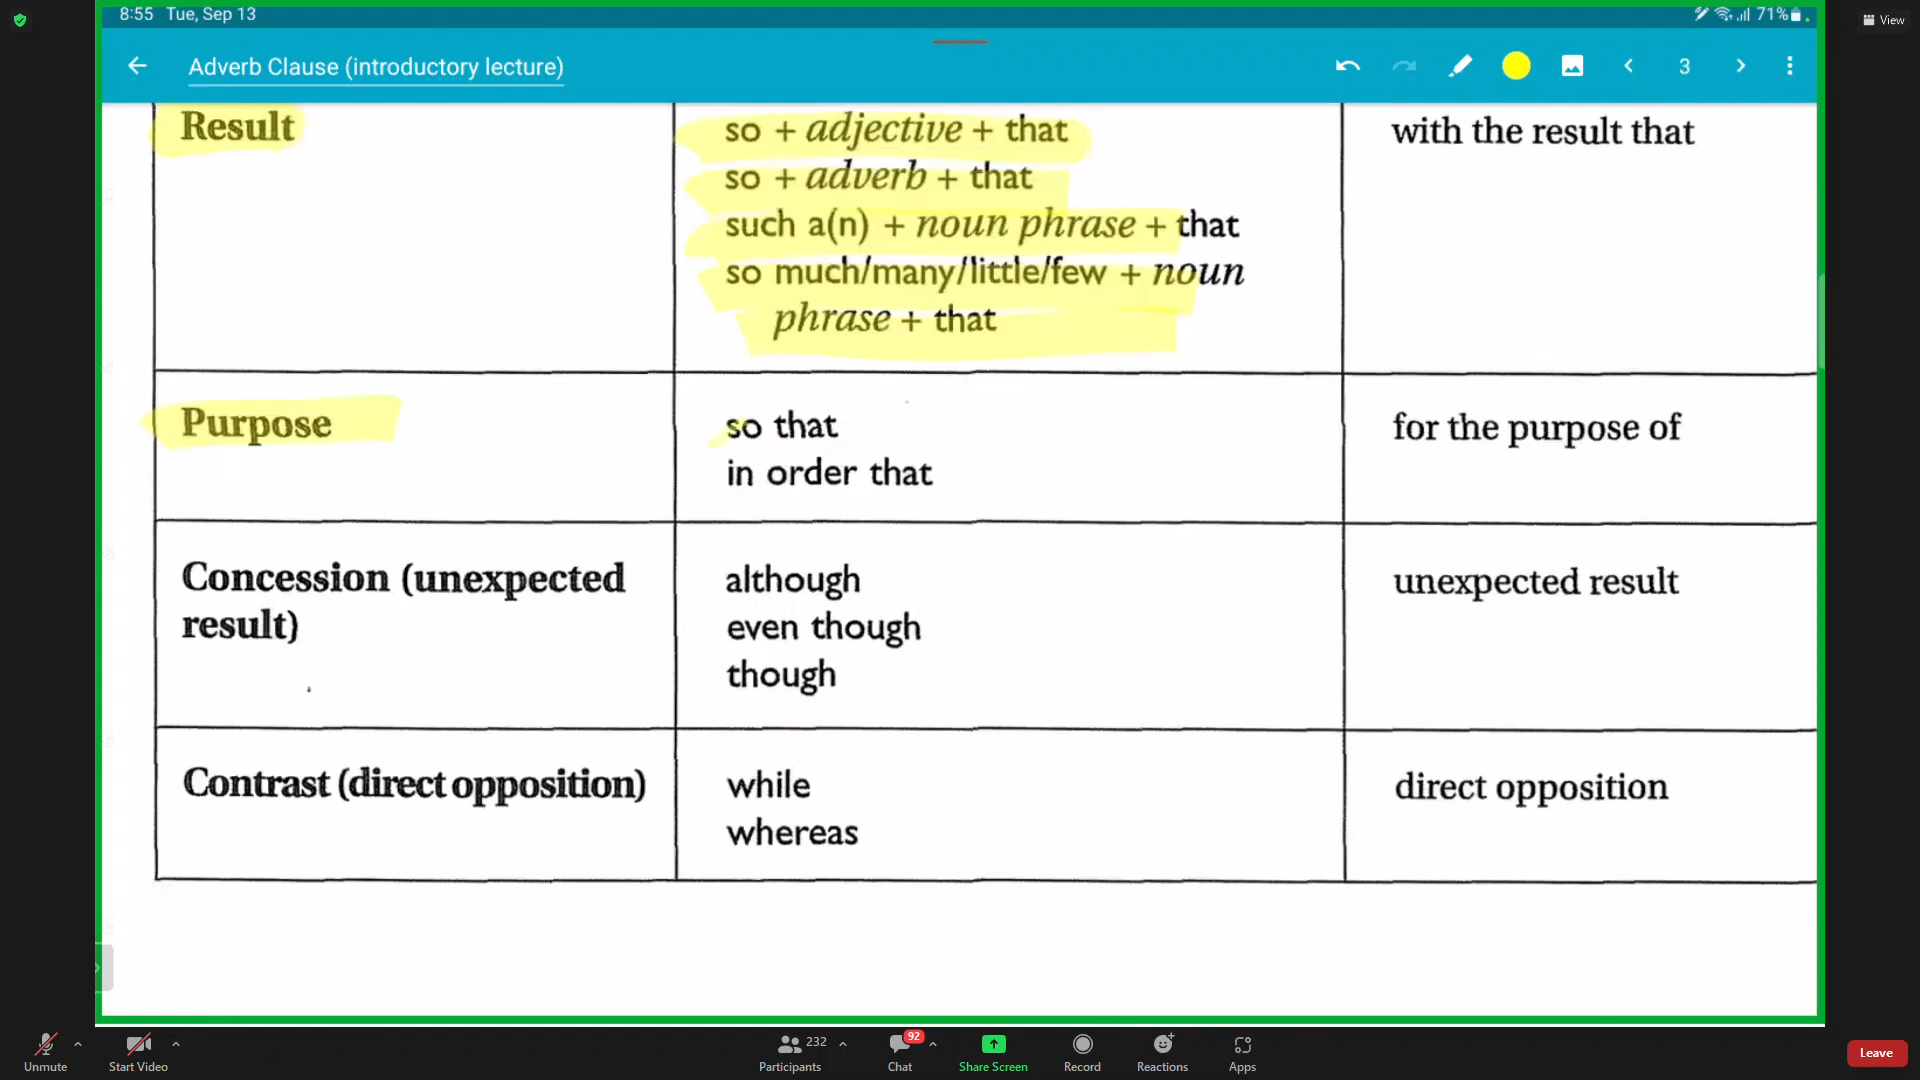 8:55 Tue, Sep 13
71%
View
Adverb Clause (introductory lecture)
3
Result
so + adjective + that
with the result that
so + adverb + that
such a(n) + noun phrase + that
so much/many/little/few + noun
phrase + that
Purpose
so that
for the purpose of
in order that
Concession (unexpected
result)
although
unexpected result
even though
though
Contrast (direct opposition)
while
direct opposition
whereas
Unmute
Start Video
232
Participants
92
Chat
Share Screen
Record
Reactions
Apps
Leave